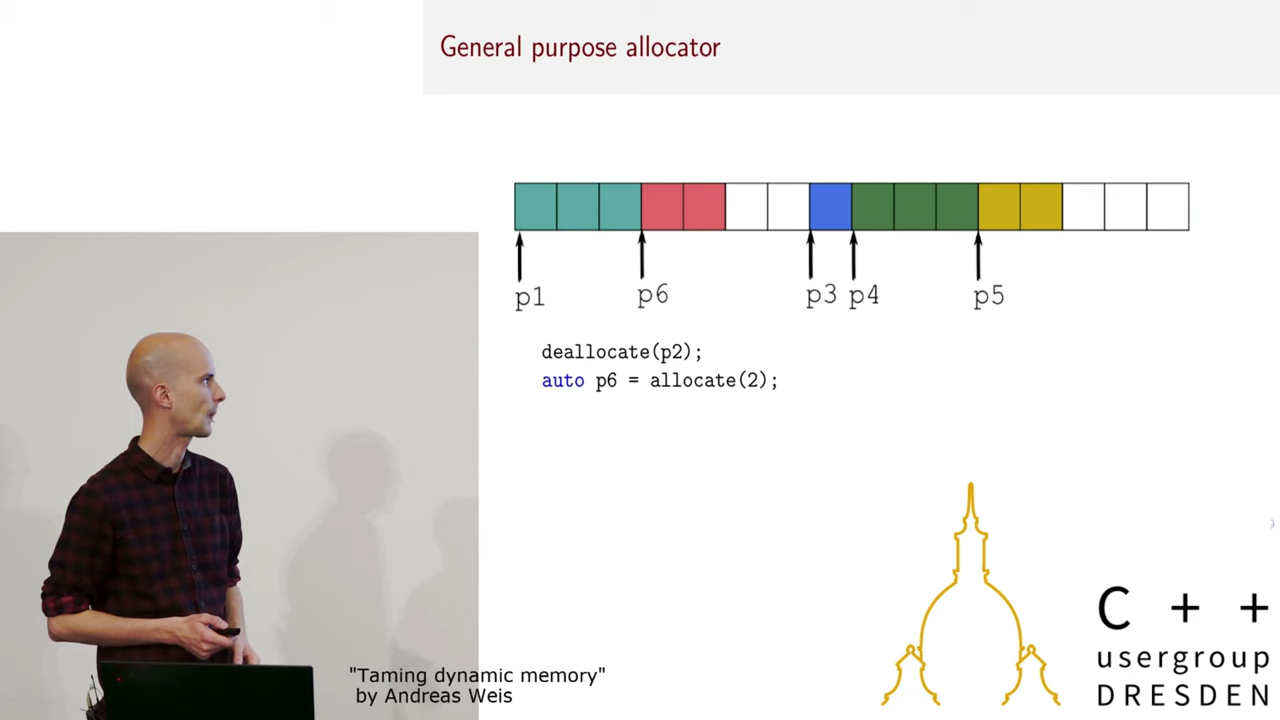 General purpose allocator
p1
p6
p3
p4
p5
deallocate(p2);
auto p6 = allocate(2);
"Taming dynamic memory"
by Andreas Weis
C + +
usergroup
DRESDEN